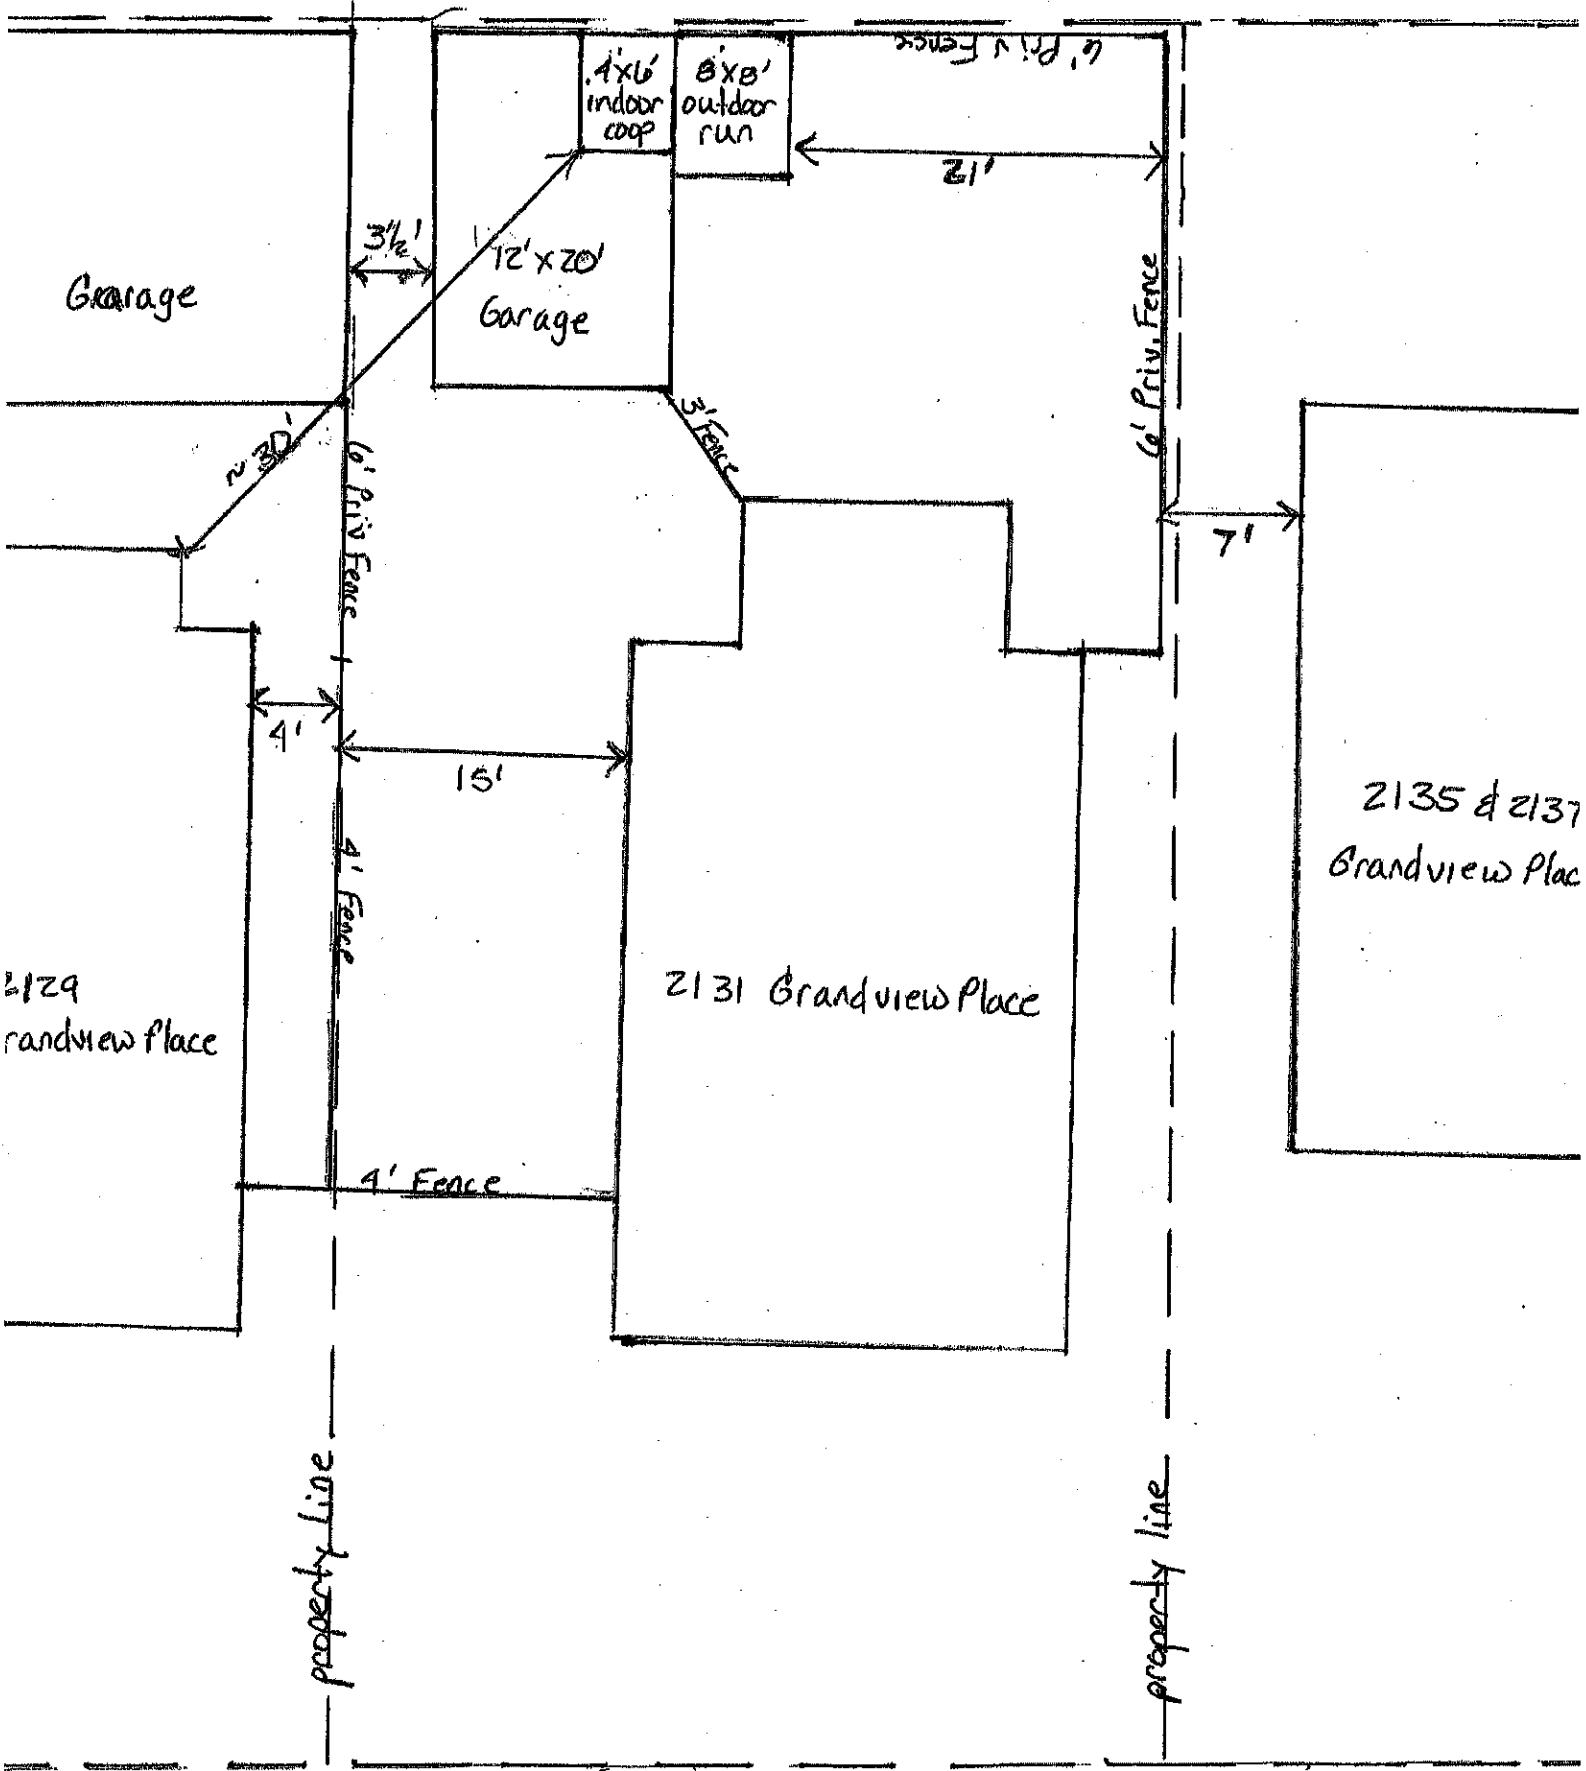 6' Priv Fence
4'x6'
indoor
coop
8'x8'
outdoor
run
21'
3½'
12'x20'
Garage
Garage
6' Priv. Fence
3' Fence
~ 30'
6' Priv Fence
7'
4'
15'
2135 & 2137
Grandview Plac
4' Fence
2129
randview Place
2131 Grandview Place
4' Fence
property line
property line